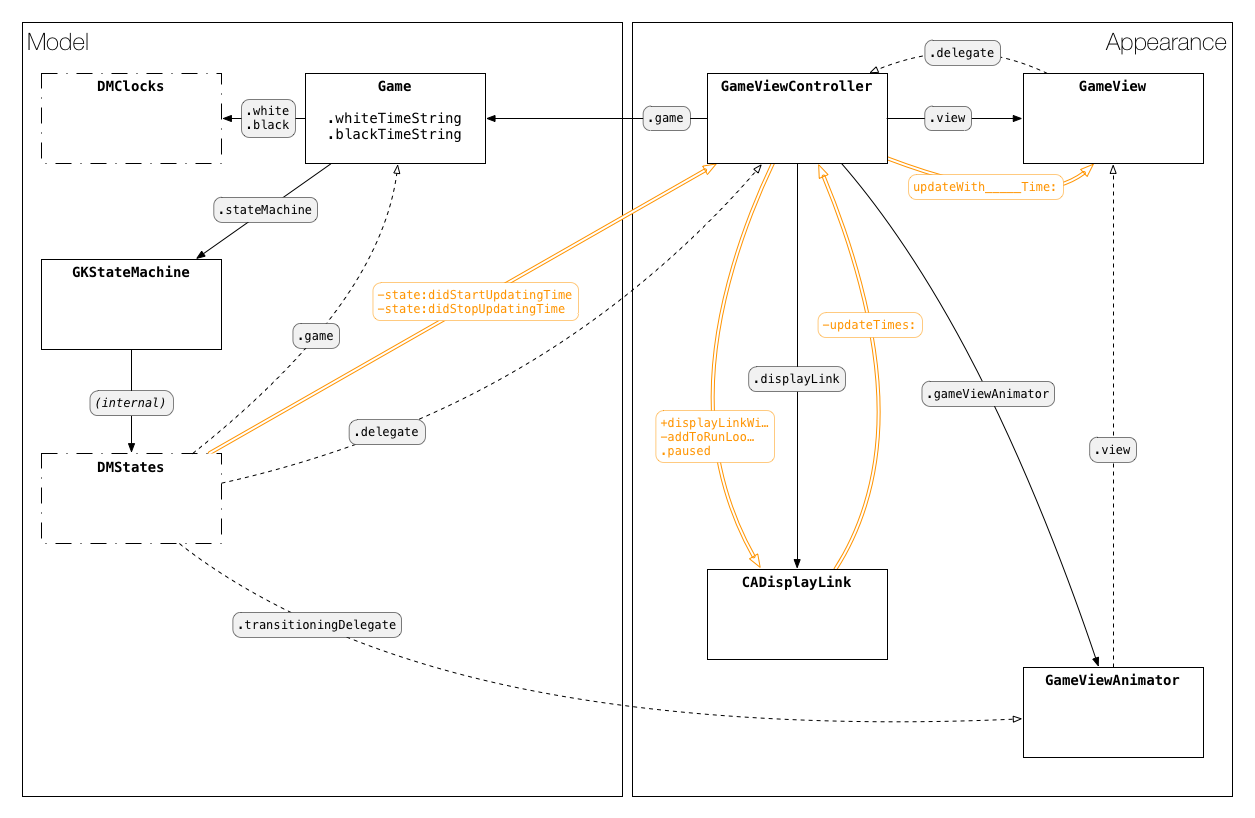 Model
Appearance
DMClocks
.white
.black
Game
.whiteTimeString
.blackTimeString
.game
GameViewController
.delegate
.view
GameView
updateWith_____Time:
.stateMachine
GKStateMachine
-state:didStartUpdatingTime
-state:didStopUpdatingTime
.game
-updateTimes:
(internal)
.displayLink
.gameViewAnimator
.delegate
+displayLinkWi…
-addToRunLoo…
.paused
.view
DMStates
CADisplayLink
.transitioningDelegate
GameViewAnimator